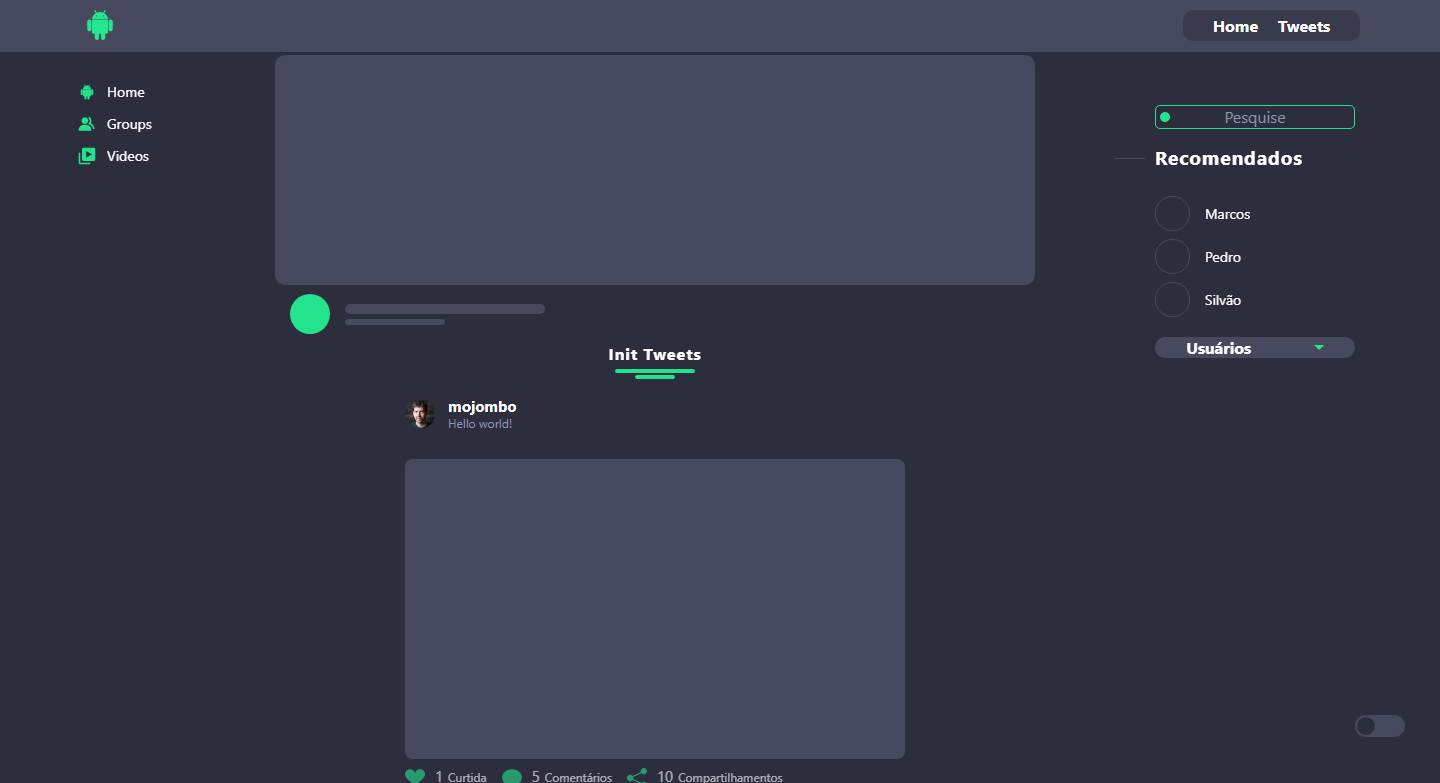 Home Tweets
Home
Groups
Videos
Pesquise
Recomendados
Marcos
Pedro
Silvão
Usuários
Init Tweets
mojombo
Hello world!
1 Curtida 5 Comentários 10 Compartilhamentos